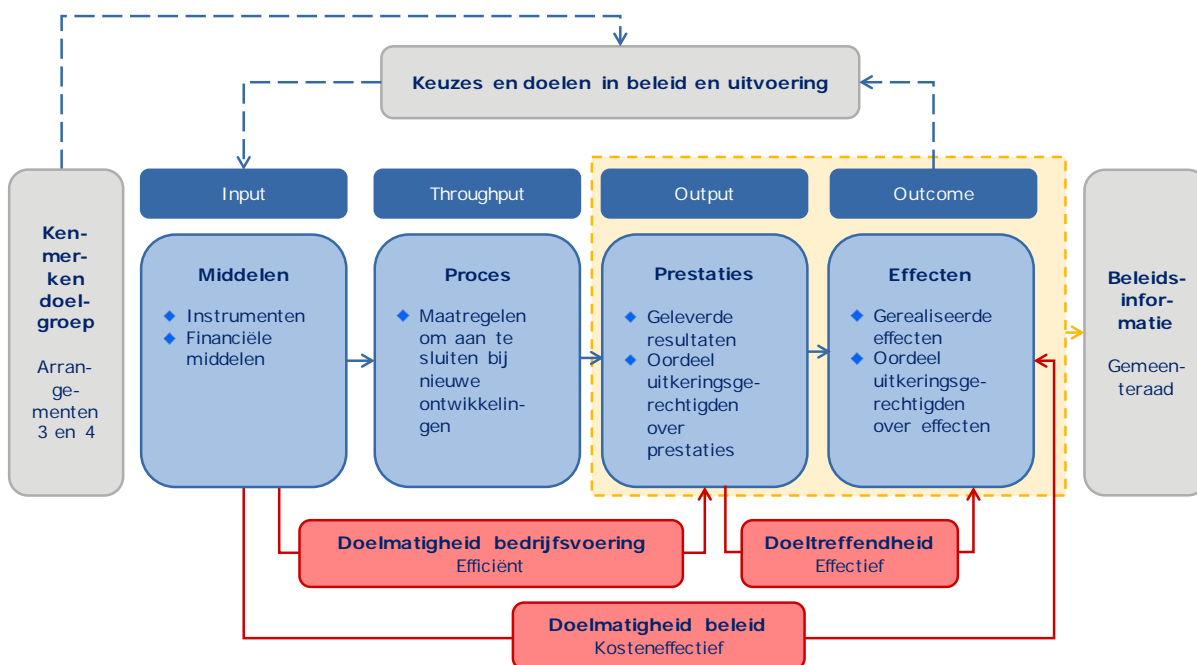 Keuzes en doelen in beleid en uitvoering
Ken-
mer-
ken
doel-
groep
Arran-
ge-
menten
3 en 4
Input
Middelen
Instrumenten
Financiële
middelen
Throughput
Proces
Maatregelen
om aan te
sluiten bij
nieuwe
ontwikkelin-
gen
Output
Prestaties
Geleverde
resultaten
Oordeel
uitkeringsge-
rechtigden
over
prestaties
Outcome
Effecten
Gerealiseerde
effecten
Oordeel
uitkeringsge-
rechtigden
over effecten
Beleids-
infor-
matie
Gemeen-
teraad
Doelmatigheid bedrijfsvoering
Efficiënt
Doeltreffendheid
Effectief
Doelmatigheid beleid
Kosteneffectief